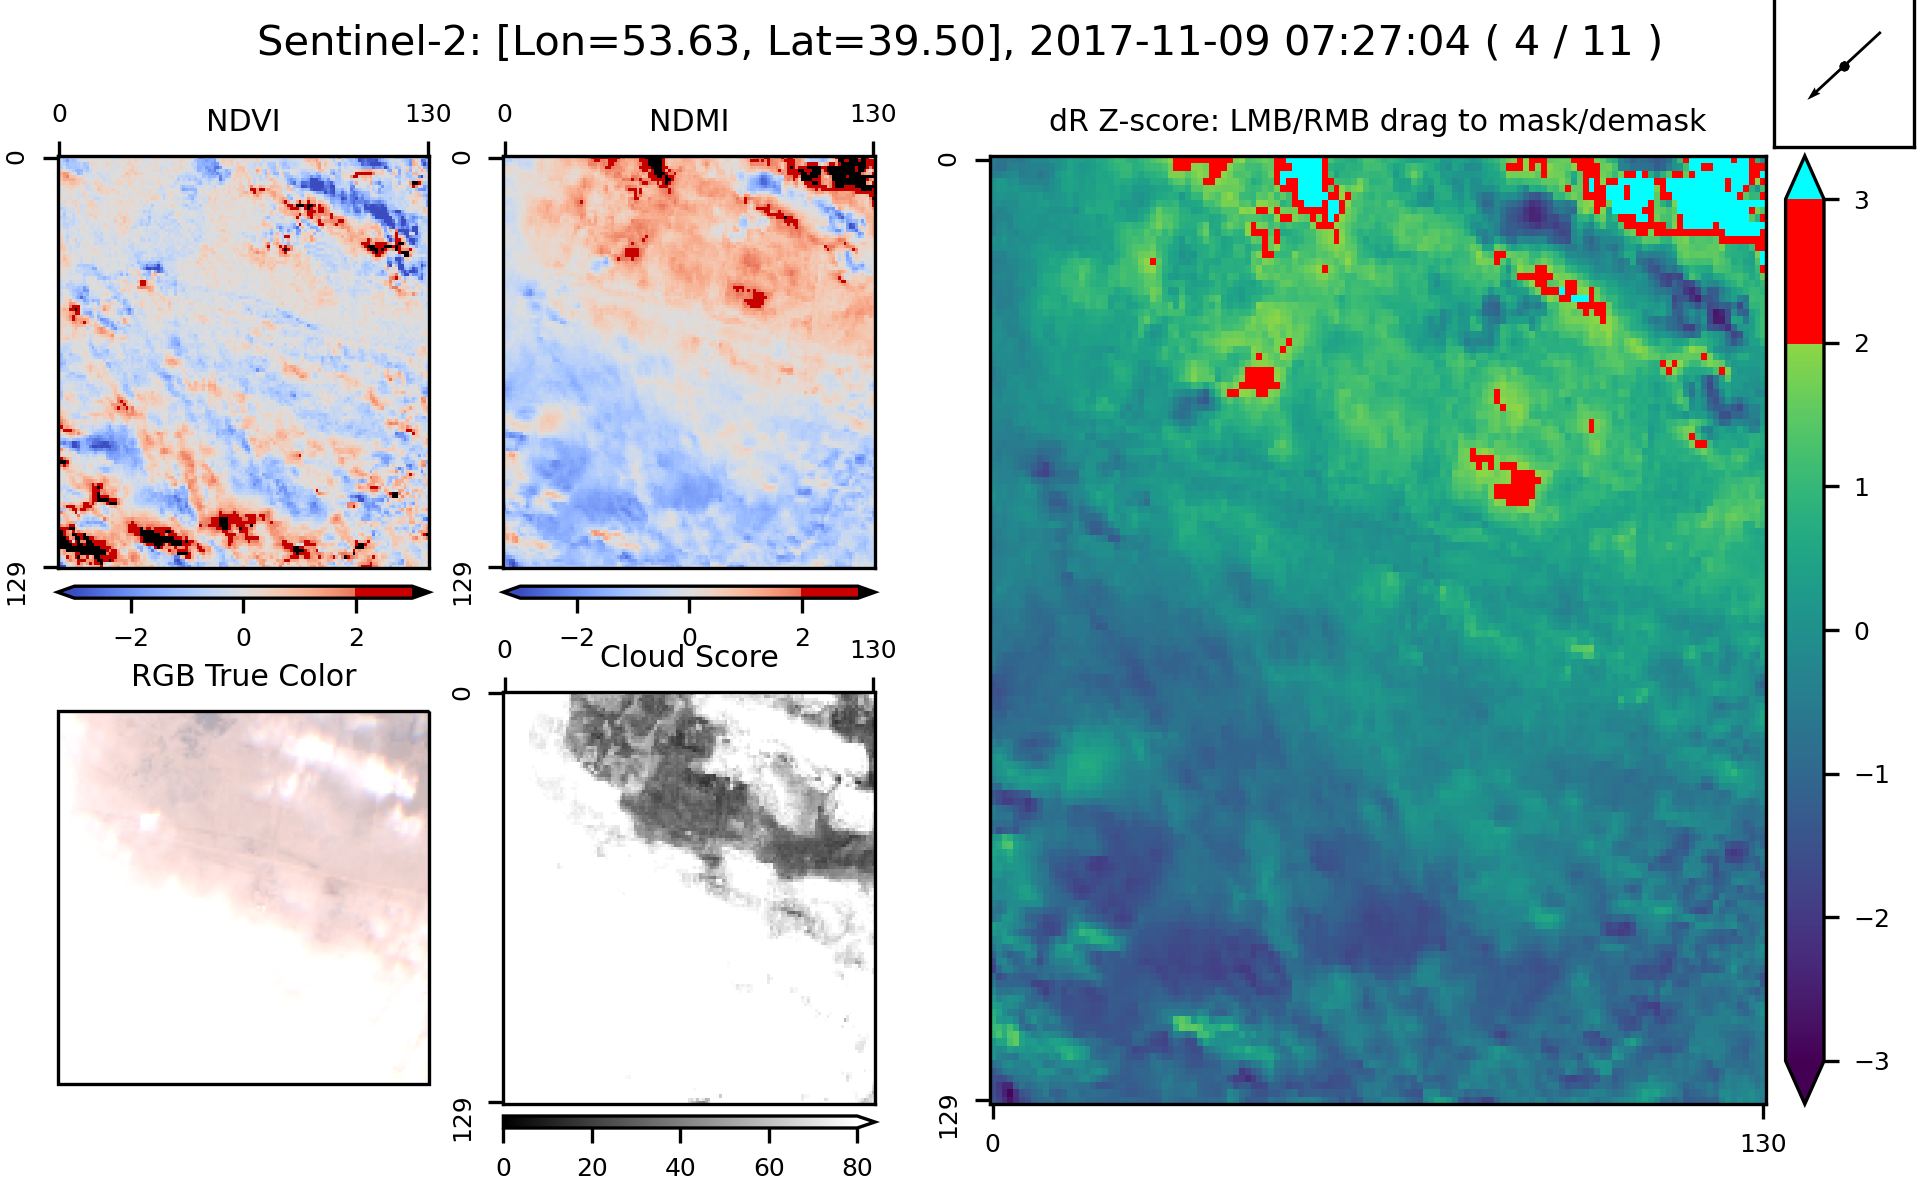 Sentinel-2: [Lon=53.63, Lat=39.50], 2017-11-09 07:27:04 ( 4 / 11 )
0 NDVI 130
0
129
−2 0 2
0 NDMI 130
0
129
−2 0 2
dR Z-score: LMB/RMB drag to mask/demask
0
129
0 130
3
2
1
0
−1
−2
−3
RGB True Color
0 Cloud Score 130
0
129
0 20 40 60 80